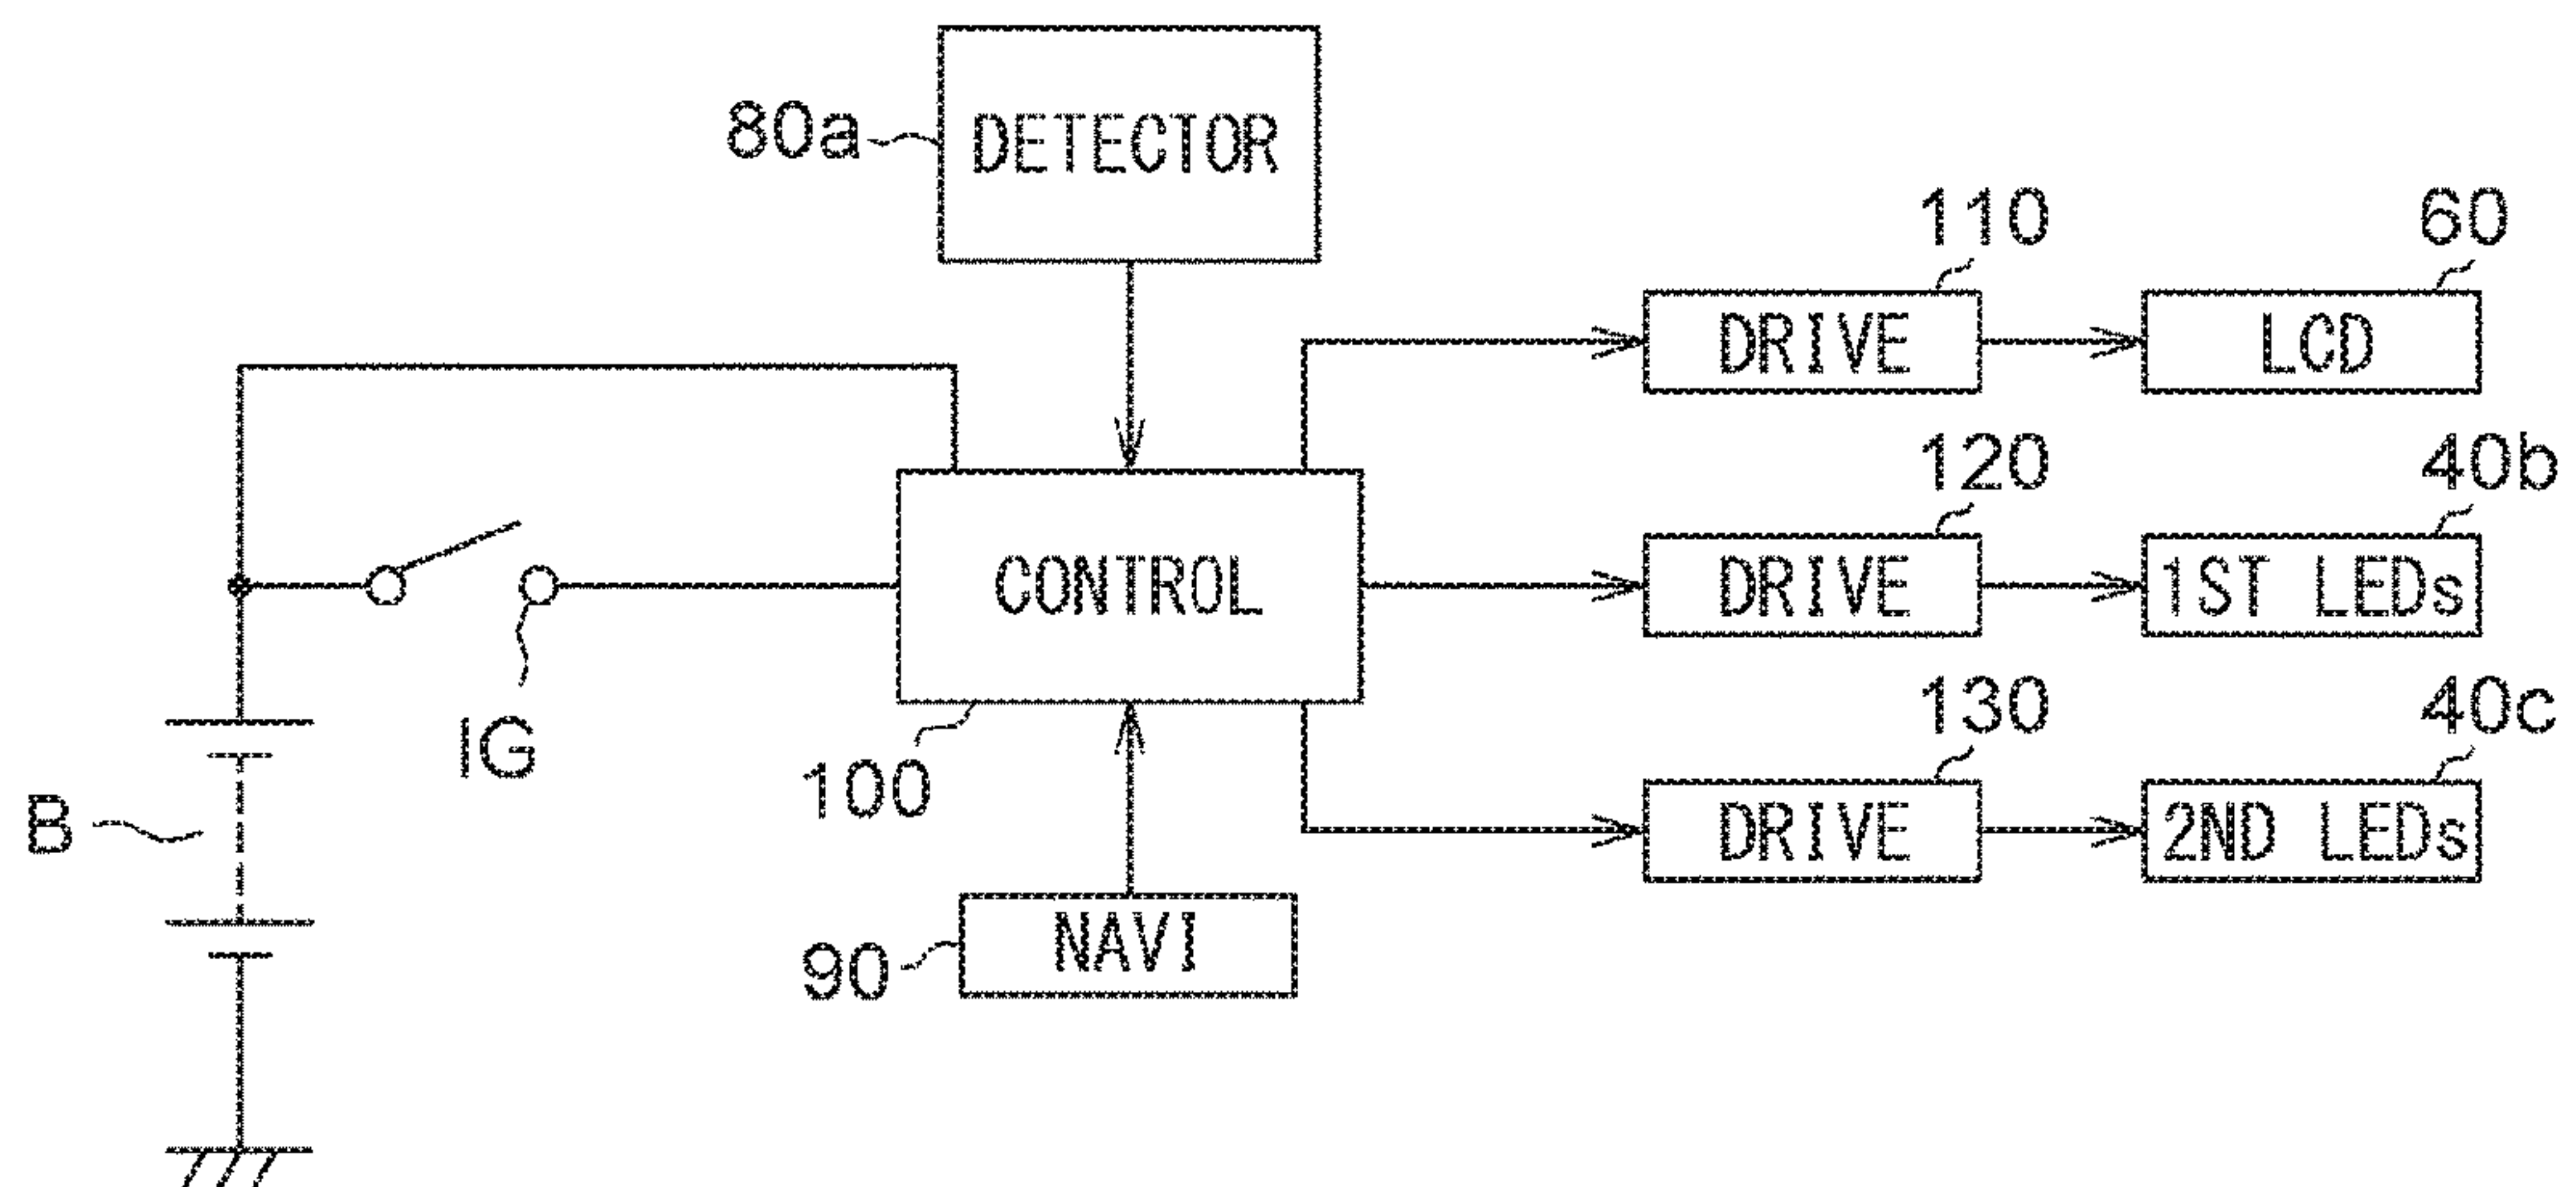 80a
DETECTOR
110
60
DRIVE
LCD
120
40b
CONTROL
DRIVE
1ST LEDs
IG
100
130
40c
B
DRIVE
2ND LEDs
90
NAVI